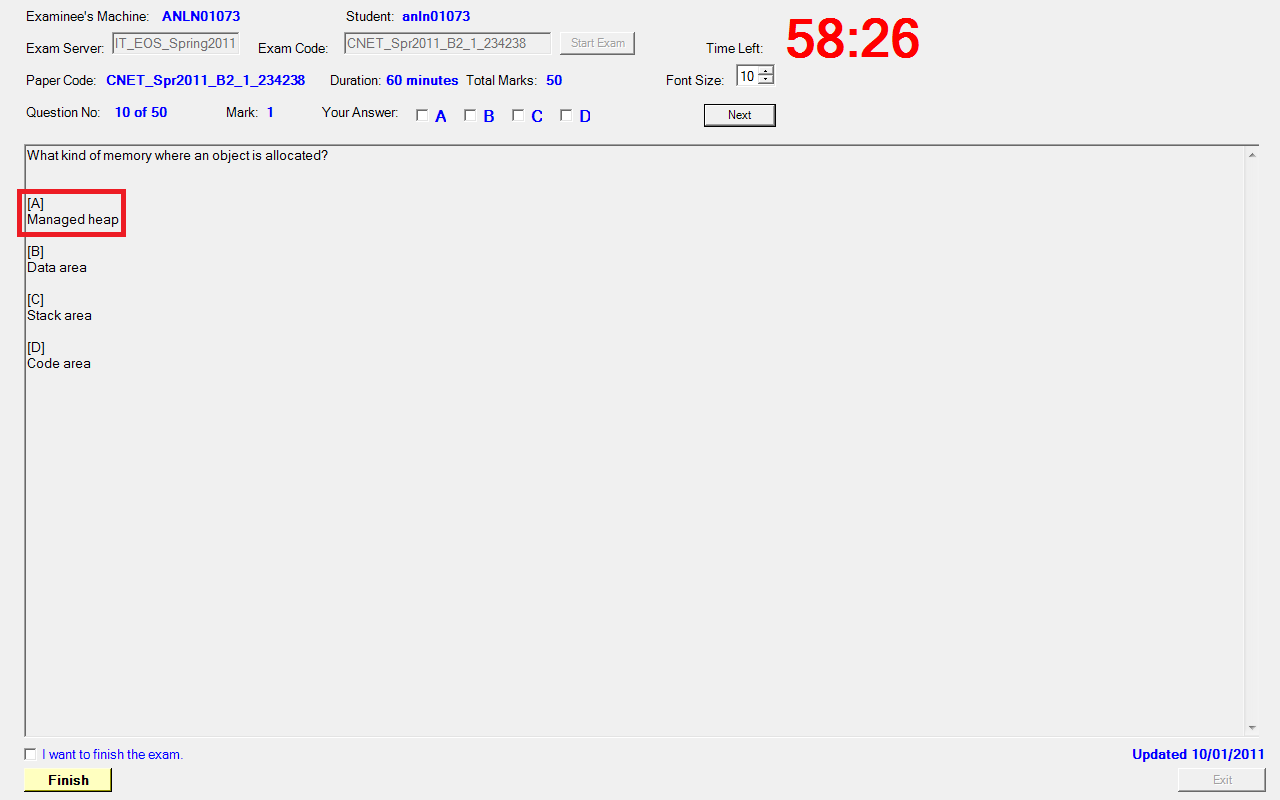 Examinee's Machine: ANLN01073 Student: anln01073
58:26
Exam Server: IT_EOS_Spring2011 Exam Code: CNET_Spr2011_B2_1_234238 Start Exam Time Left:
Paper Code: CNET_Spr2011_B2_1_234238 Duration: 60 minutes Total Marks: 50 Font Size: 10
Question No: 10 of 50 Mark: 1 Your Answer: A B C D Next
What kind of memory where an object is allocated?
[A]
Managed heap
[B]
Data area
[C]
Stack area
[D]
Code area
I want to finish the exam. Updated 10/01/2011
Finish Exit